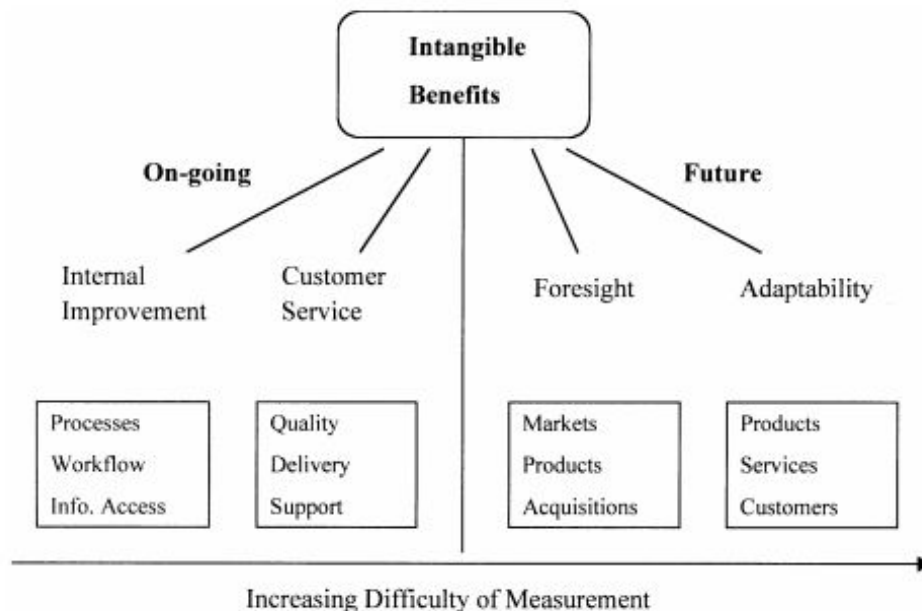 Intangible
Benefits
On-going
Future
Internal
Improvement
Customer
Service
Foresight
Adaptability
Processes
Workflow
Info. Access
Quality
Delivery
Support
Markets
Products
Acquisitions
Products
Services
Customers
Increasing Difficulty of Measurement